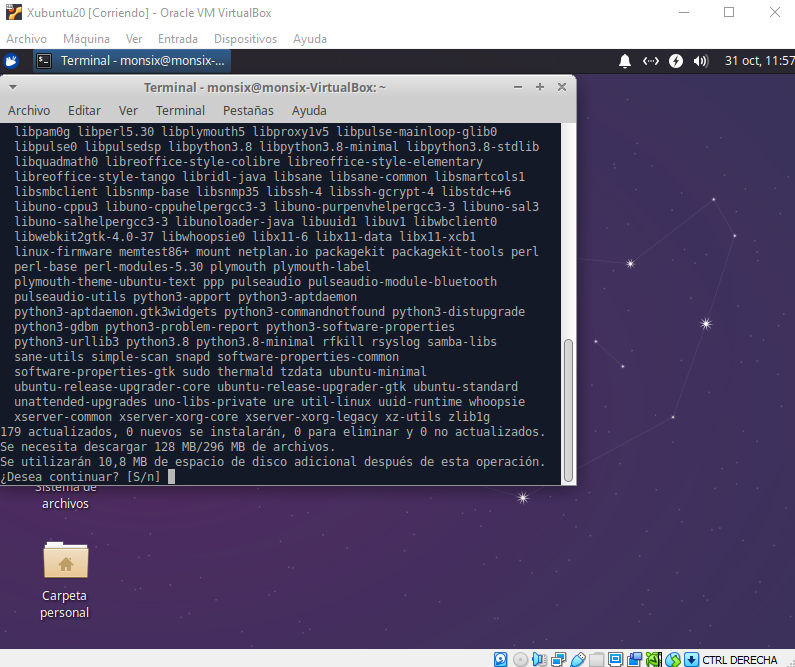 Xubuntu20 [Corriendo] - Oracle VM VirtualBox
Archivo Máquina Ver Entrada Dispositivos Ayuda
Terminal - monsix@monsix-... 31 oct, 11:57
Terminal - monsix@monsix-VirtualBox: ~
Archivo Editar Ver Terminal Pestañas Ayuda
libpam0g libperl5.30 libplymouth5 libproxy1v5 libpulse-mainloop-glib0
libpulse0 libpulsedsp libpython3.8 libpython3.8-minimal libpython3.8-stdlib
libquadmath0 libreoffice-style-colibre libreoffice-style-elementary
libreoffice-style-tango libridl-java libsane libsane-common libsmartcols1
libsmbclient libsnmp-base libsnmp35 libssh-4 libssh-gcrypt-4 libstdc++6
libuno-cppu3 libuno-cppuhelpergcc3-3 libuno-purpenvhelpergcc3-3 libuno-sal3
libuno-salhelpergcc3-3 libunoloader-java libuuid1 libuv1 libwbclient0
libwebkit2gtk-4.0-37 libwhoopsie0 libx11-6 libx11-data libx11-xcb1
linux-firmware memtest86+ mount netplan.io packagekit packagekit-tools perl
perl-base perl-modules-5.30 plymouth plymouth-label
plymouth-theme-ubuntu-text ppp pulseaudio pulseaudio-module-bluetooth
pulseaudio-utils python3-apport python3-aptdaemon
python3-aptdaemon.gtk3widgets python3-commandnotfound python3-distupgrade
python3-gdbm python3-problem-report python3-software-properties
python3-urllib3 python3.8 python3.8-minimal rfkill rsyslog samba-libs
sane-utils simple-scan snapd software-properties-common
software-properties-gtk sudo thermald tzdata ubuntu-minimal
ubuntu-release-upgrader-core ubuntu-release-upgrader-gtk ubuntu-standard
unattended-upgrades uno-libs-private ure util-linux uuid-runtime whoopsie
xserver-common xserver-xorg-core xserver-xorg-legacy xz-utils zlib1g
179 actualizados, 0 nuevos se instalarán, 0 para eliminar y 0 no actualizados.
Se necesita descargar 128 MB/296 MB de archivos.
Se utilizarán 10,8 MB de espacio de disco adicional después de esta operación.
¿Desea continuar? [S/n]
Sistema de
archivos
Carpeta
personal
CTRL DERECHA